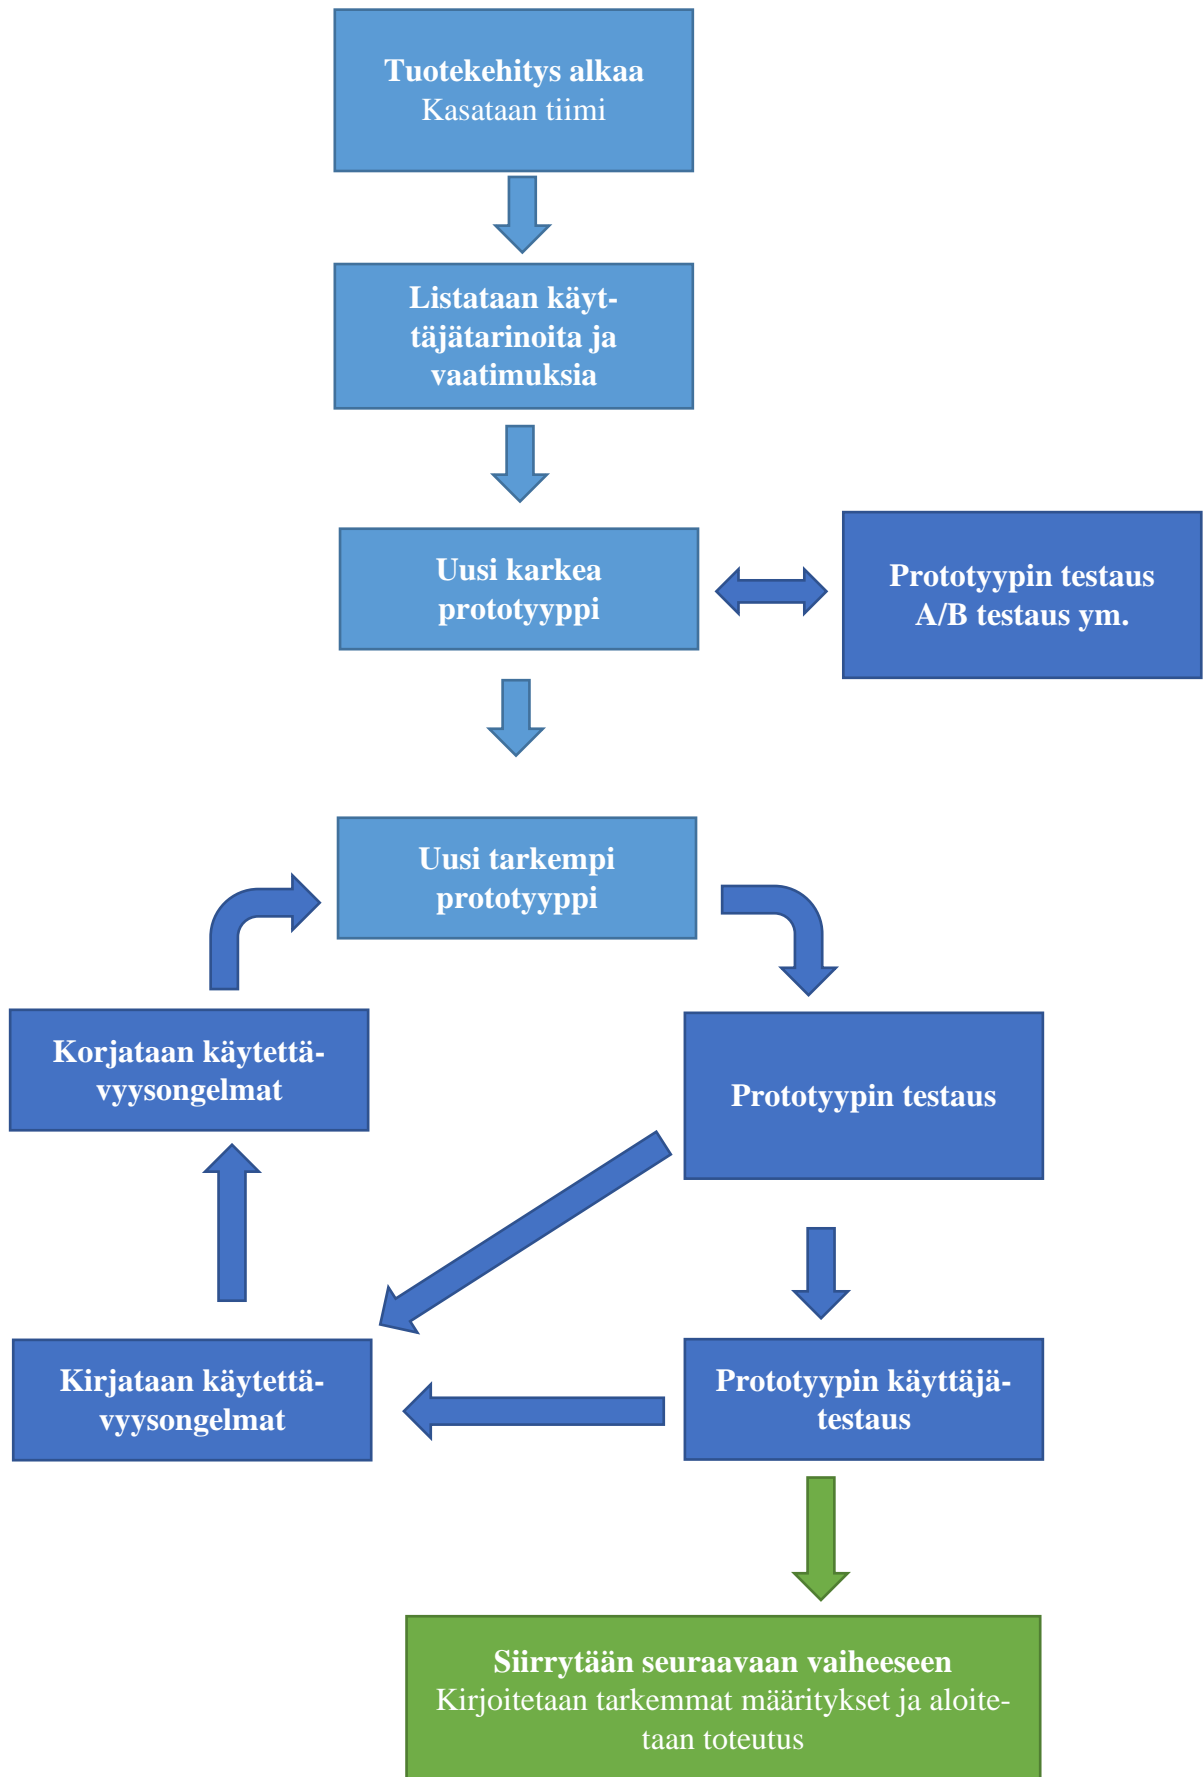 Tuotekehitys alkaa
Kasataan tiimi
Listataan käyt-
täjätarinoita ja
vaatimuksia
Uusi karkea
prototyyppi
Prototyypin testaus
A/B testaus ym.
Uusi tarkempi
prototyyppi
Korjataan käytettä-
vyysongelmat
Prototyypin testaus
Kirjataan käytettä-
vyysongelmat
Prototyypin käyttäjä-
testaus
Siirrytään seuraavaan vaiheeseen
Kirjoitetaan tarkemmat määritykset ja aloite-
taan toteutus